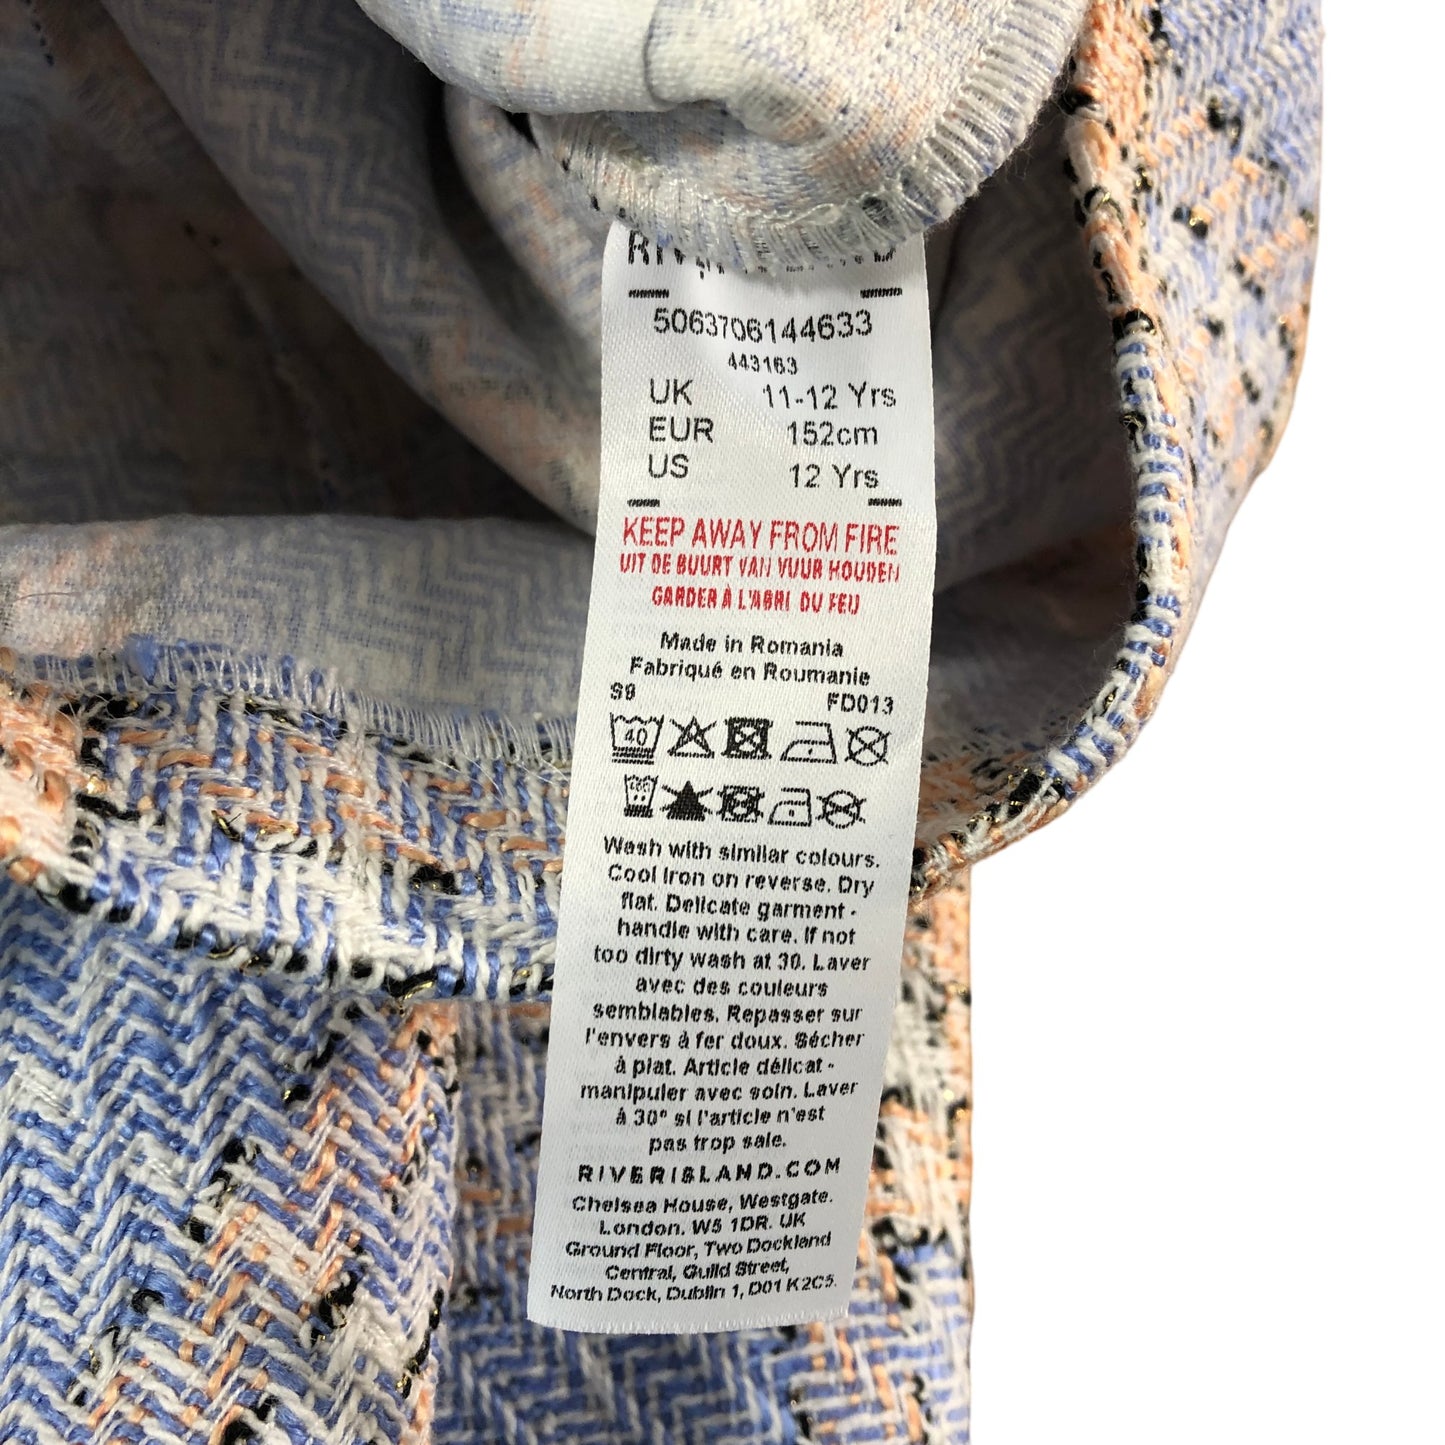 RIVER ISLAND
5063706144633
443163
UK 11-12 Yrs
EUR 152cm
US 12 Yrs
KEEP AWAY FROM FIRE
UIT DE BUURT VAN VUUR HOUDEN
GARDER À L'ABRI DU FEU
Made in Romania
Fabriqué en Roumanie
S9 FD013
40
Wash with similar colours.
Cool Iron on reverse. Dry
flat. Delicate garment -
handle with care. If not
too dirty wash at 30. Laver
avec des couleurs
semblables. Repasser sur
l'envers à fer doux. Sécher
à plat. Article délicat -
manipuler avec soin. Laver
à 30° si l'article n'est
pas trop sale.
RIVERISLAND.COM
Chelsea House, Westgate.
London. W5 1DR. UK
Ground Floor, Two Dockland
Central, Guild Street,
North Dock, Dublin 1, D01 K2C5.